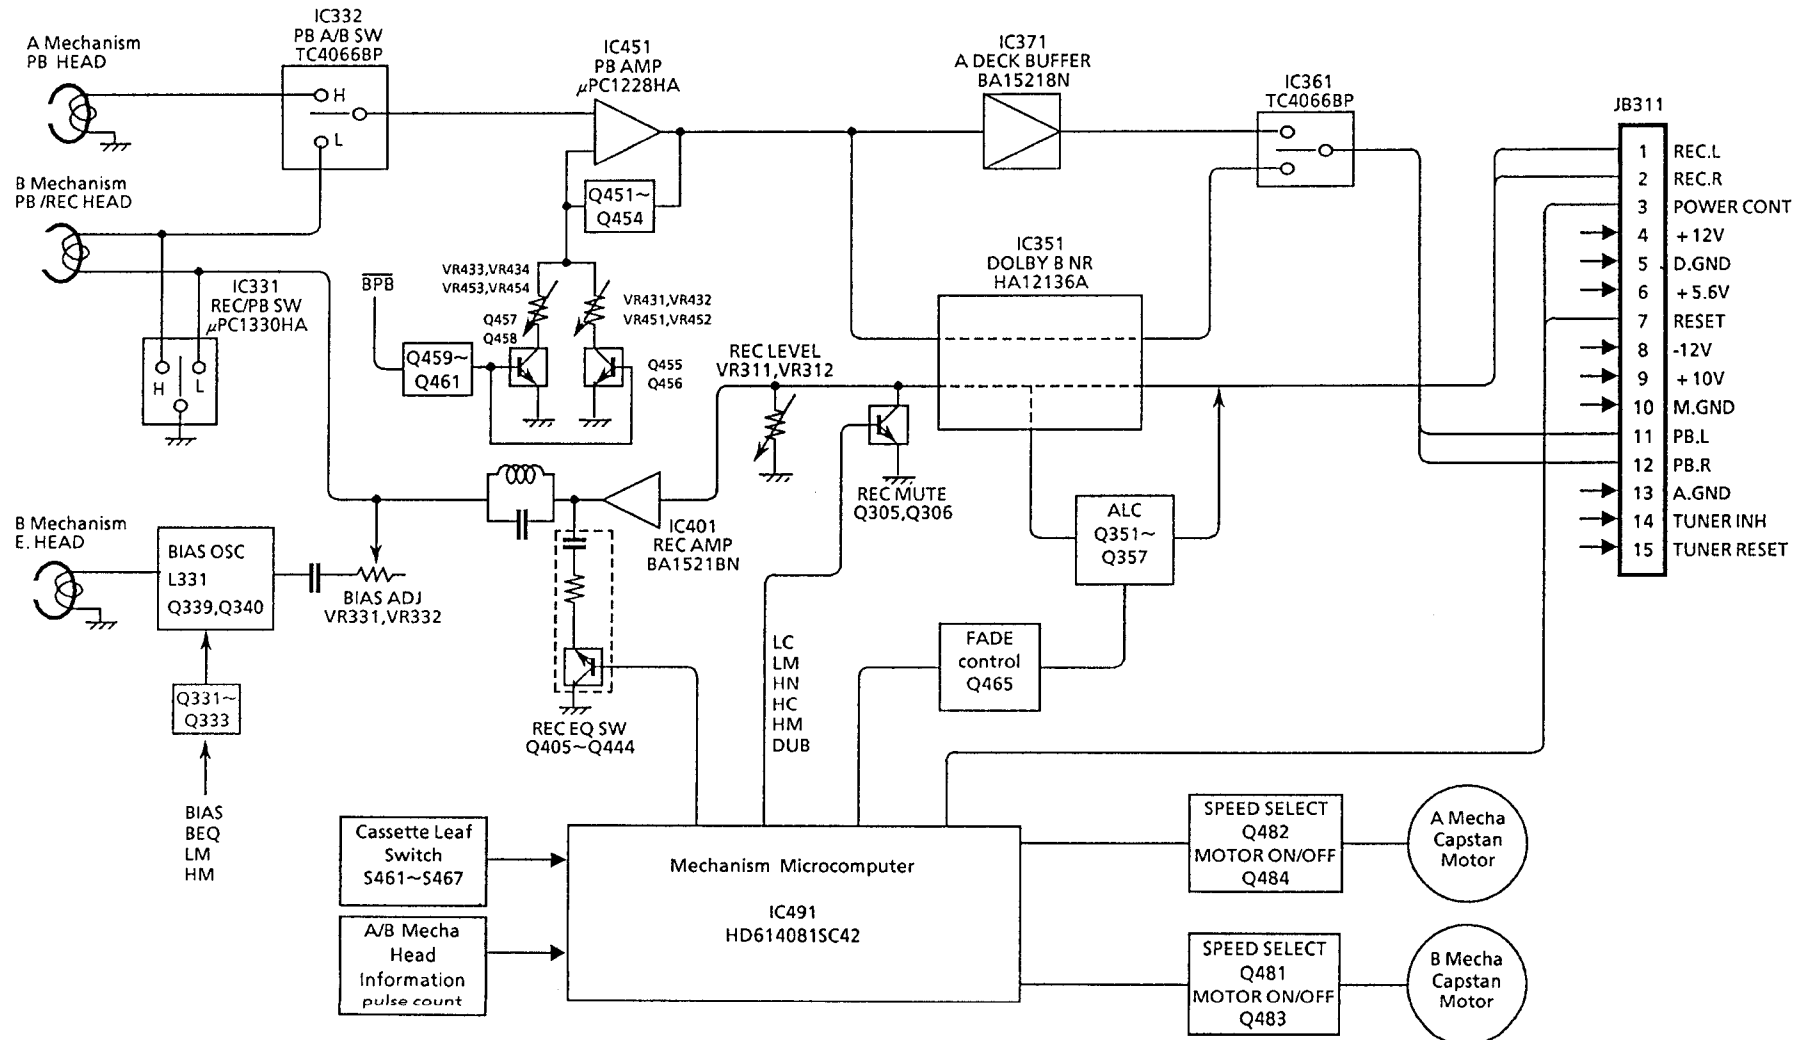 IC332
PB A/B SW
TC4066BP
A Mechanism
PB HEAD
H
L
IC451
PB AMP
μPC1228HA
IC371
A DECK BUFFER
BA15218N
IC361
TC4066BP
JB311
1 REC.L
2 REC.R
3 POWER CONT
4 +12V
5 D.GND
6 +5.6V
7 RESET
8 -12V
9 +10V
10 M.GND
11 PB.L
12 PB.R
13 A.GND
14 TUNER INH
15 TUNER RESET
B Mechanism
PB/REC HEAD
Q451~
Q454
IC331
REC/PB SW
μPC1330HA
H
L
BPB
VR433,VR434
VR453,VR454
VR431,VR432
VR451,VR452
Q457
Q458
Q459~
Q461
Q455
Q456
IC351
DOLBY B NR
HA12136A
REC LEVEL
VR311,VR312
REC MUTE
Q305,Q306
IC401
REC AMP
BA1521BN
ALC
Q351~
Q357
B Mechanism
E. HEAD
BIAS OSC
L331
Q339,Q340
BIAS ADJ
VR331,VR332
Q331~
Q333
BIAS
BEQ
LM
HM
REC EQ SW
Q405~Q444
LC
LM
HN
HC
HM
DUB
FADE
control
Q465
Cassette Leaf
Switch
S461~S467
A/B Mecha
Head
Information
pulse count
Mechanism Microcomputer
IC491
HD614081SC42
SPEED SELECT
Q482
MOTOR ON/OFF
Q484
A Mecha
Capstan
Motor
SPEED SELECT
Q481
MOTOR ON/OFF
Q483
B Mecha
Capstan
Motor